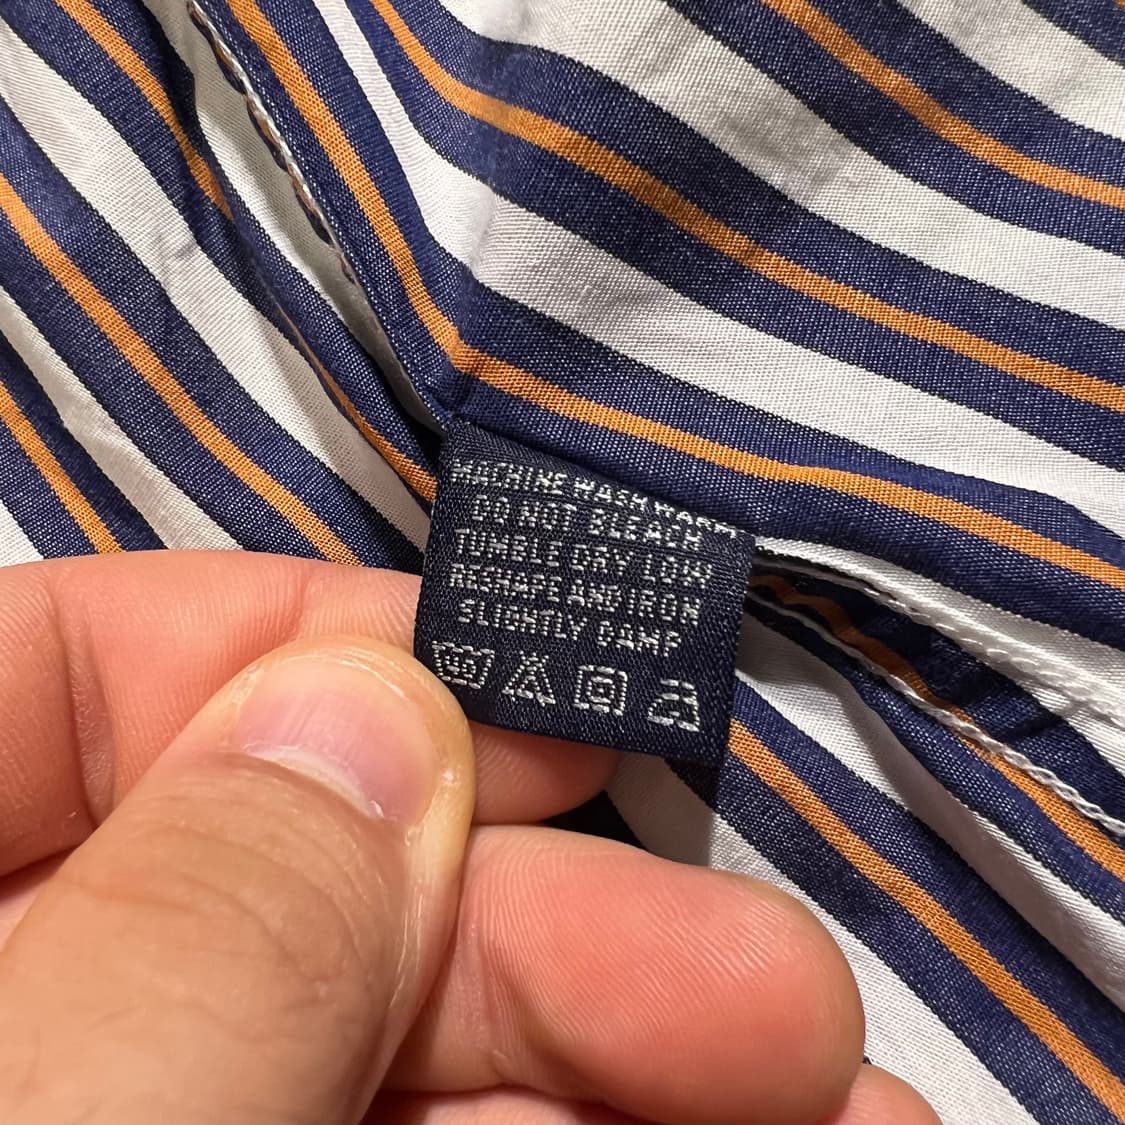 MACHINE WASH WARM
DO NOT BLEACH
TUMBLE DRY LOW
RESHAPE AND IRON
SLIGHTLY DAMP